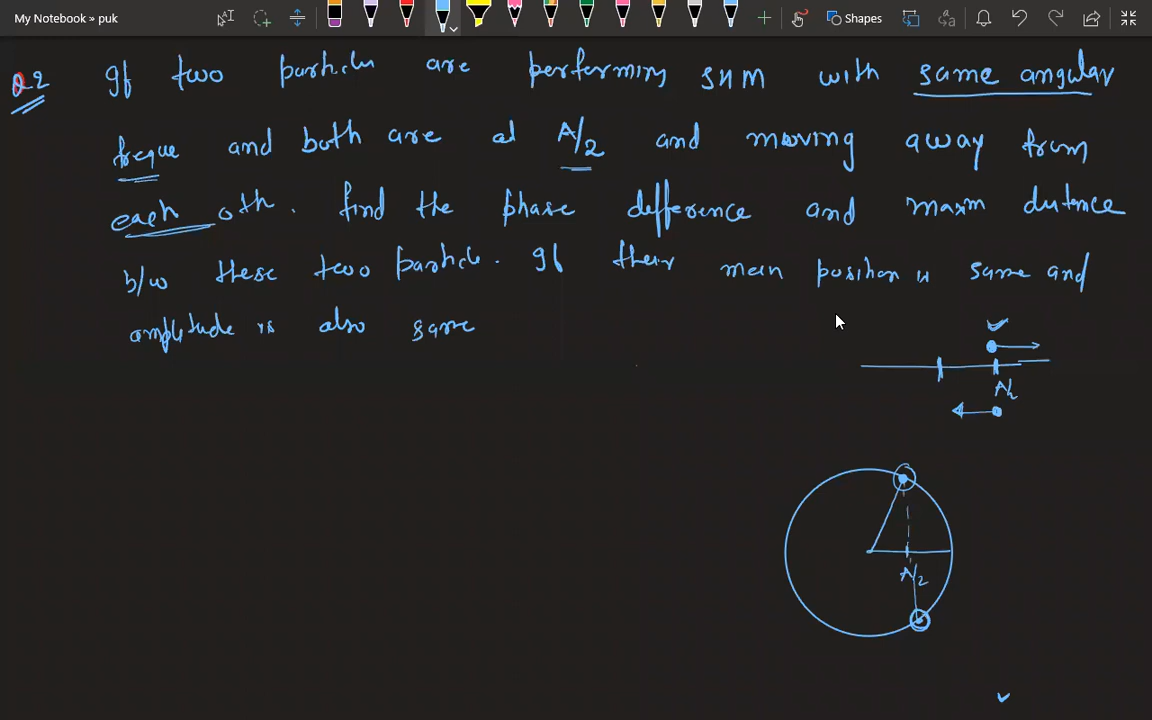 My Notebook » puk
Shapes
Q2 If two particles are performing SHM with same angular
freque and both are at A/2 and moving away from
each oth. find the phase difference and maxm distence
b/w these two particle. If their mean position is same and
amplitude is also same
A/2
A/2